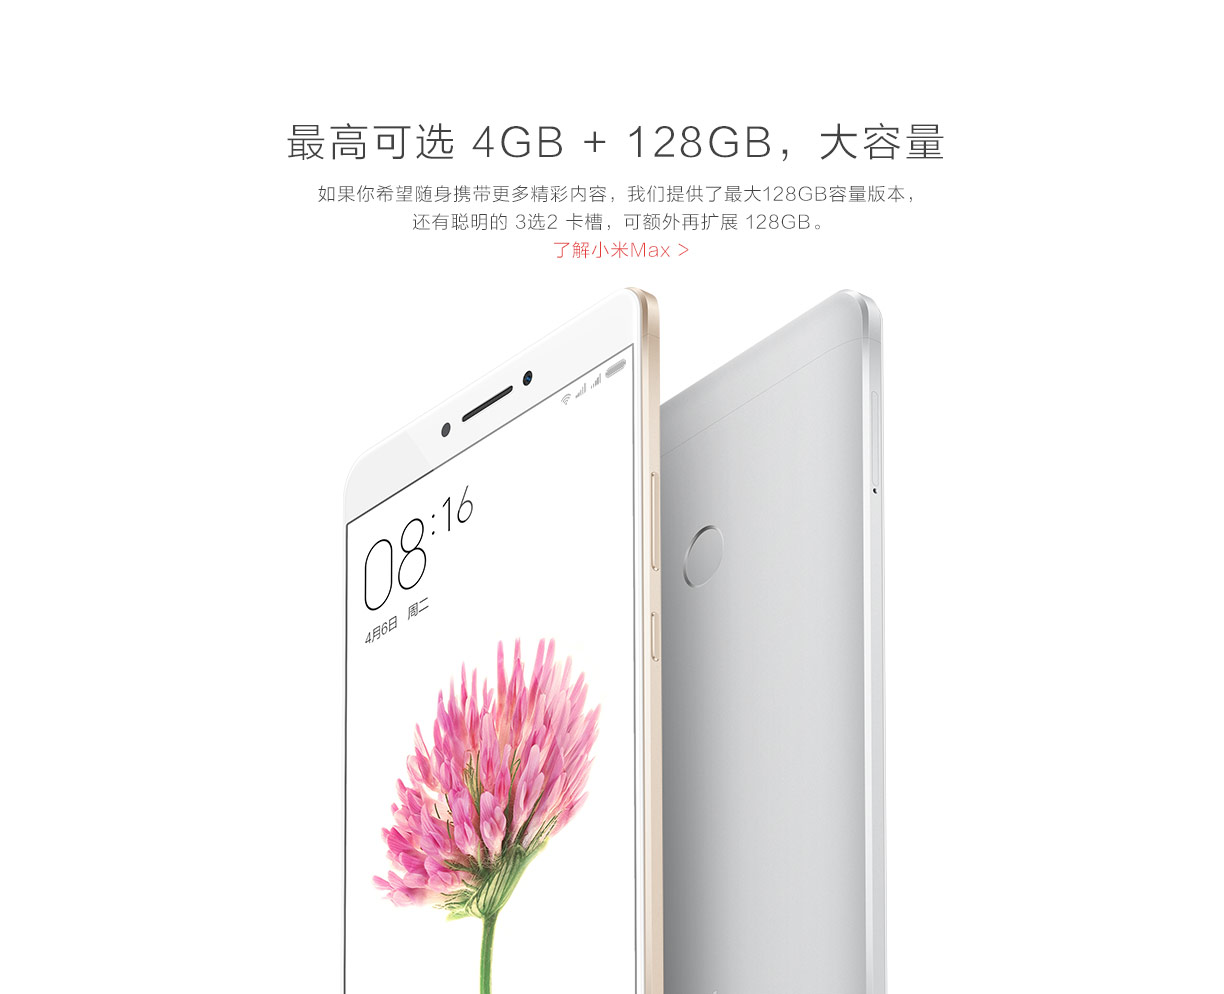 最高可选 4GB + 128GB，大容量
如果你希望随身携带更多精彩内容，我们提供了最大128GB容量版本，
还有聪明的 3选2 卡槽，可额外再扩展 128GB。
了解小米Max >
08:16
4月6日 周二